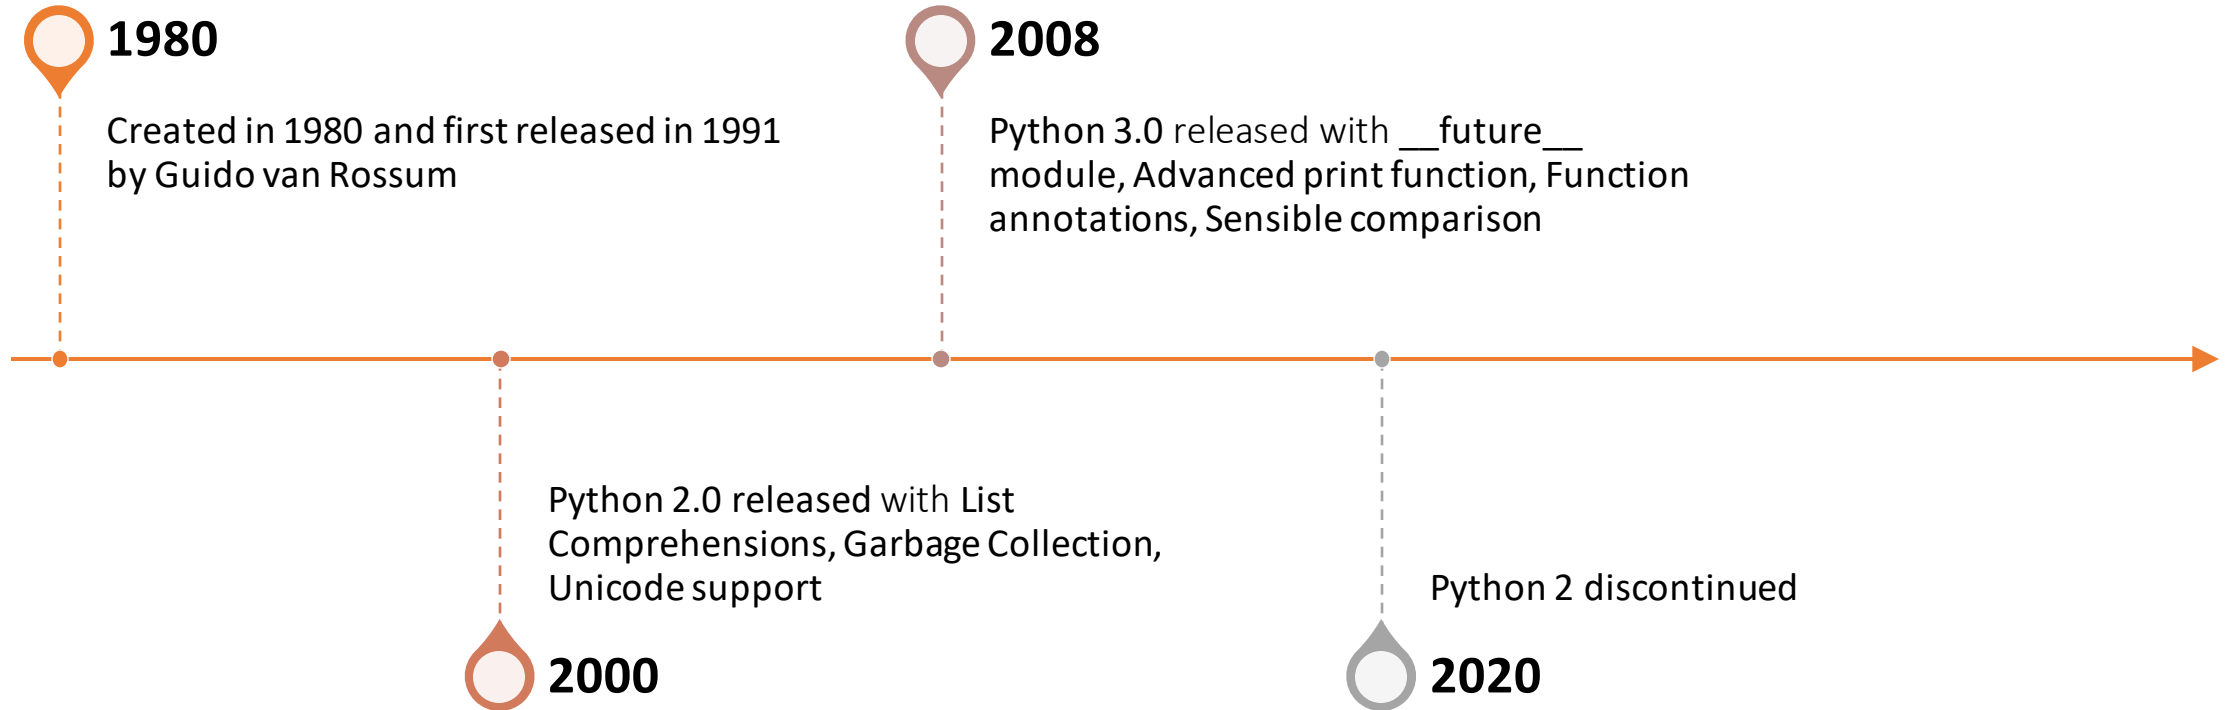 1980
Created in 1980 and first released in 1991
by Guido van Rossum
2008
Python 3.0 released with __future__
module, Advanced print function, Function
annotations, Sensible comparison
Python 2.0 released with List
Comprehensions, Garbage Collection,
Unicode support
2000
Python 2 discontinued
2020